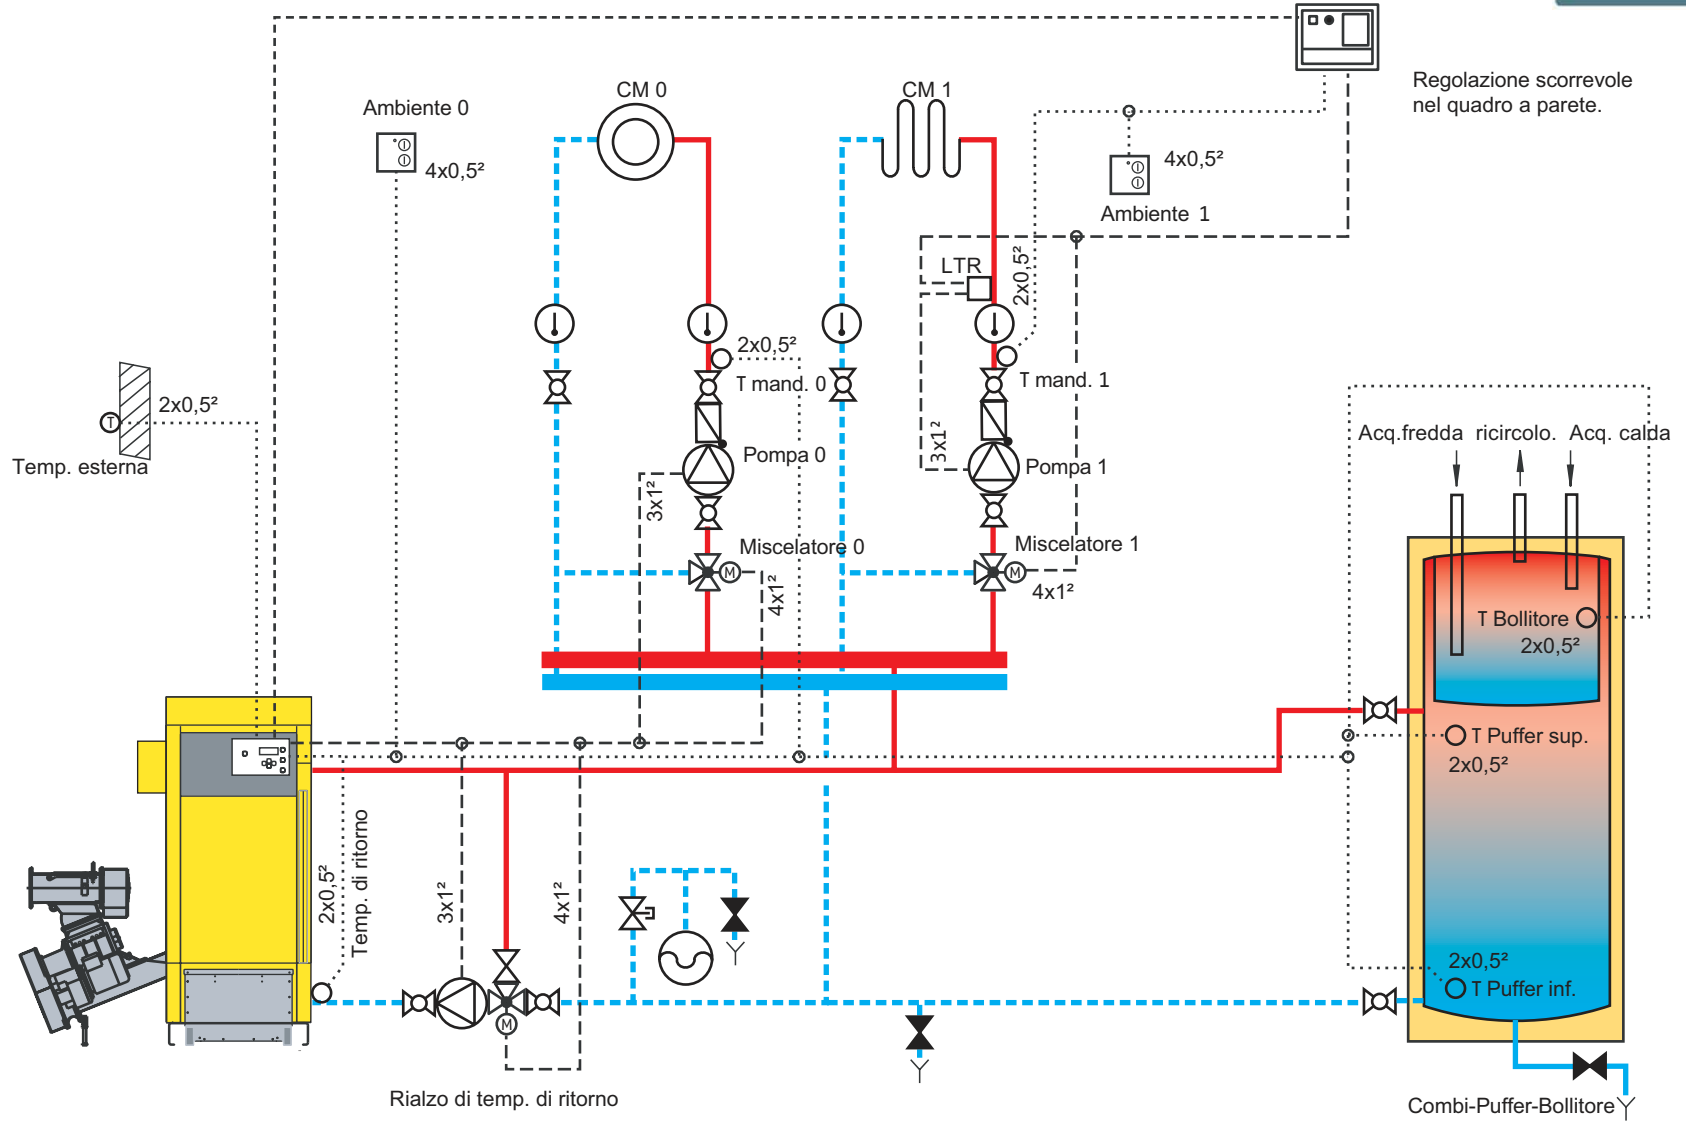 CM 0
CM 1
Regolazione scorrevole
nel quadro a parete.
Ambiente 0
4x0,5²
4x0,5²
Ambiente 1
LTR
2x0,5²
2x0,5²
T mand. 0
T mand. 1
2x0,5²
T
Temp. esterna
Acq.fredda ricircolo. Acq. calda
Pompa 0
3x1²
3x1²
Pompa 1
Miscelatore 0
M
4x1²
Miscelatore 1
M
4x1²
T Bollitore
2x0,5²
T Puffer sup.
2x0,5²
2x0,5²
Temp. di ritorno
3x1²
4x1²
M
2x0,5²
T Puffer inf.
Rialzo di temp. di ritorno
Combi-Puffer-Bollitore